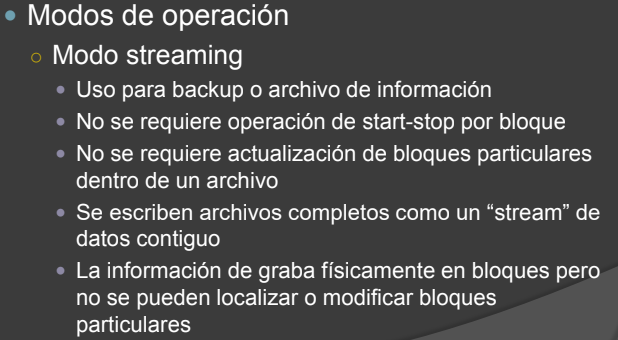 Modos de operación
Modo streaming
Uso para backup o archivo de información
No se requiere operación de start-stop por bloque
No se requiere actualización de bloques particulares
dentro de un archivo
Se escriben archivos completos como un “stream” de
datos contiguo
La información de graba físicamente en bloques pero
no se pueden localizar o modificar bloques
particulares